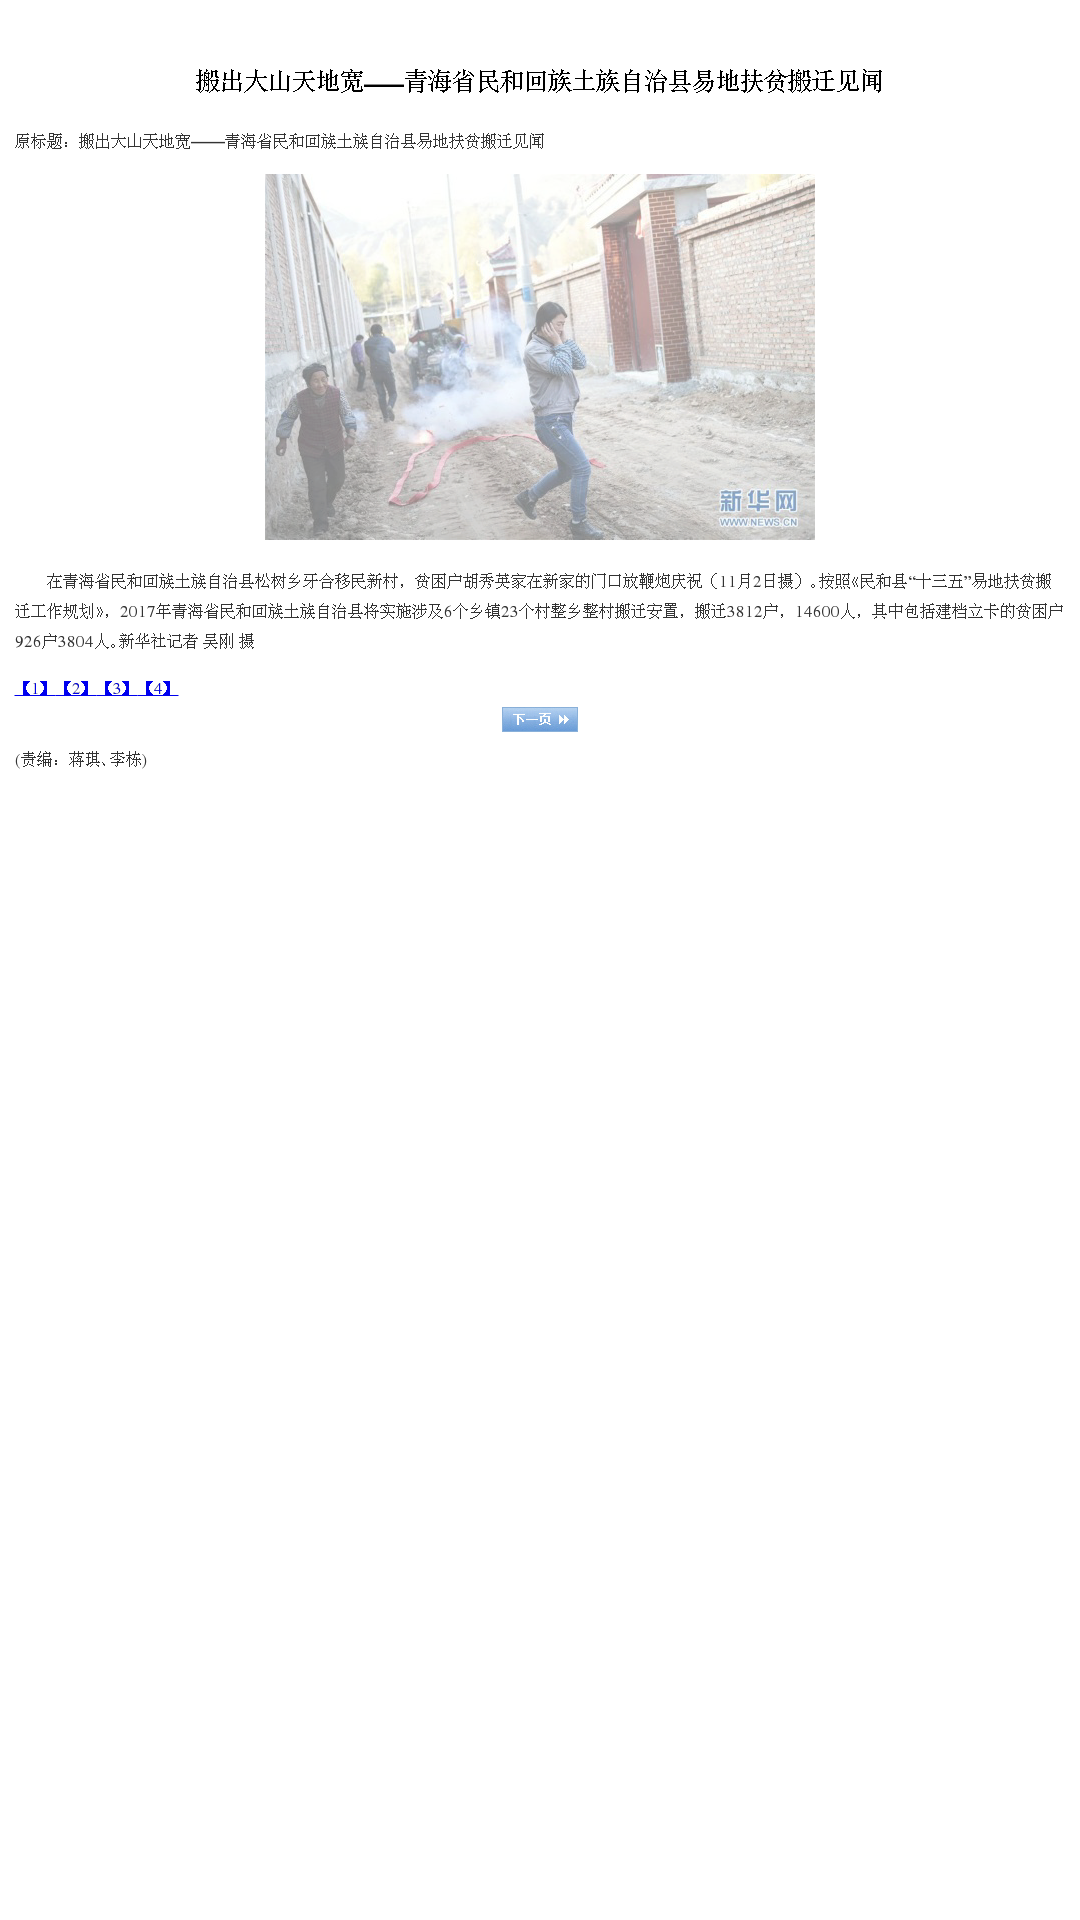 搬出大山天地宽——青海省民和回族土族自治县易地扶贫搬迁见闻
原标题：搬出大山天地宽——青海省民和回族土族自治县易地扶贫搬迁见闻
新华网
WWW.NEWS.CN
在青海省民和回族土族自治县松树乡牙合移民新村，贫困户胡秀英家在新家的门口放鞭炮庆祝（11月2日摄）。按照《民和县“十三五”易地扶贫搬
迁工作规划》，2017年青海省民和回族土族自治县将实施涉及6个乡镇23个村整乡整村搬迁安置，搬迁3812户，14600人，其中包括建档立卡的贫困户
926户3804人。新华社记者 吴刚 摄
【1】 【2】 【3】 【4】
下一页
(责编：蒋琪、李栋)